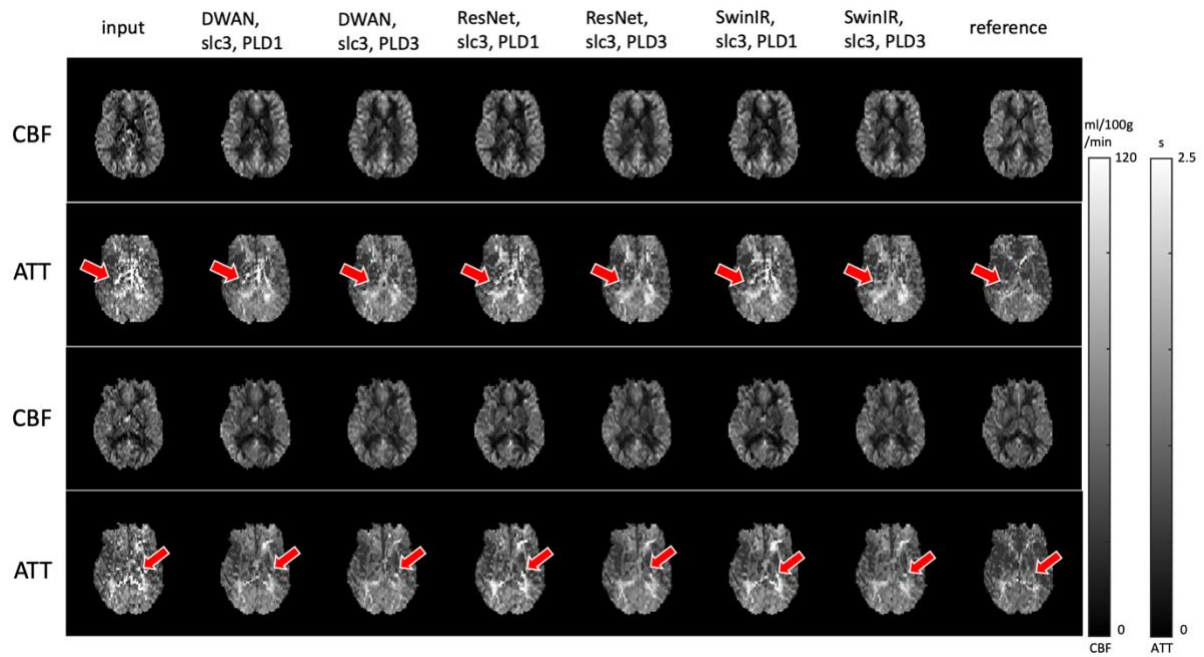 input
DWAN,
slc3, PLD1
DWAN,
slc3, PLD3
ResNet,
slc3, PLD1
ResNet,
slc3, PLD3
SwinIR,
slc3, PLD1
SwinIR,
slc3, PLD3
reference
CBF
ATT
CBF
ATT
ml/100g
/min
s
120
2.5
0
0
CBF
ATT